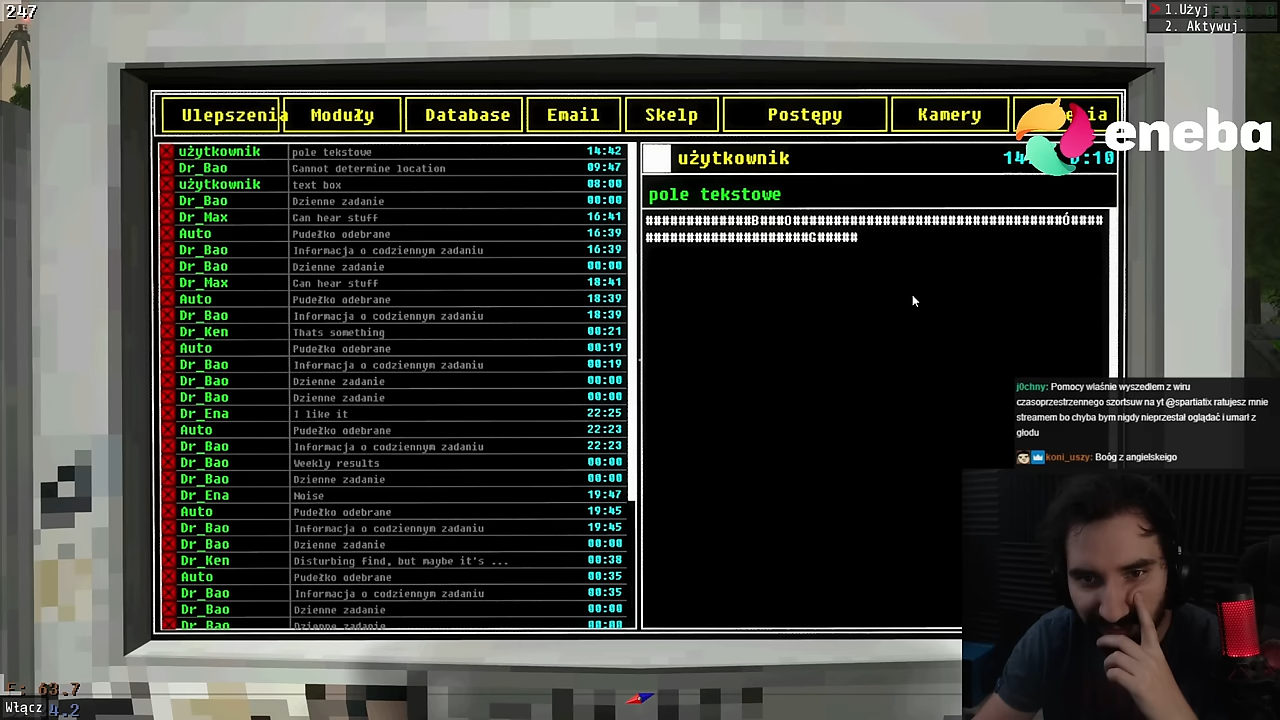 247
1.Użyj
2. Aktywuj.
Ulepszenia Moduły Database Email Skelp Postępy Kamery
eneba
użytkownik pole tekstowe 14:42
Dr_Bao Cannot determine location 09:47
użytkownik text box 08:00
Dr_Bao Dzienne zadanie 00:00
Dr_Max Can hear stuff 16:41
Auto Pudełko odebrane 16:39
Dr_Bao Informacja o codziennym zadaniu 16:39
Dr_Bao Dzienne zadanie 00:00
Dr_Max Can hear stuff 18:41
Auto Pudełko odebrane 18:39
Dr_Bao Informacja o codziennym zadaniu 18:39
Dr_Ken Thats something 00:21
Auto Pudełko odebrane 00:19
Dr_Bao Informacja o codziennym zadaniu 00:19
Dr_Bao Dzienne zadanie 00:00
Dr_Bao Dzienne zadanie 00:00
Dr_Ena I like it 22:25
Auto Pudełko odebrane 22:23
Dr_Bao Informacja o codziennym zadaniu 22:23
Dr_Bao Weekly results 00:00
Dr_Bao Dzienne zadanie 00:00
Dr_Ena Noise 19:47
Auto Pudełko odebrane 19:45
Dr_Bao Informacja o codziennym zadaniu 19:45
Dr_Bao Dzienne zadanie 00:00
Dr_Ken Disturbing find, but maybe it's ... 00:38
Auto Pudełko odebrane 00:35
Dr_Bao Informacja o codziennym zadaniu 00:35
Dr_Bao Dzienne zadanie 00:00
Dr_Bao Dzienne zadanie 00:00
użytkownik
pole tekstowe
#############B###O#################################Ó####
####################G#####
j0chny: Pomocy właśnie wyszedłem z wiru
czasoprzestrzennego szortsuw na yt @spartiatix ratujesz mnie
streamem bo chyba bym nigdy nieprzestał oglądać i umarł z
głodu
koni_uszy: Boóg z angielskeigo
63.7
Włącz 4.2